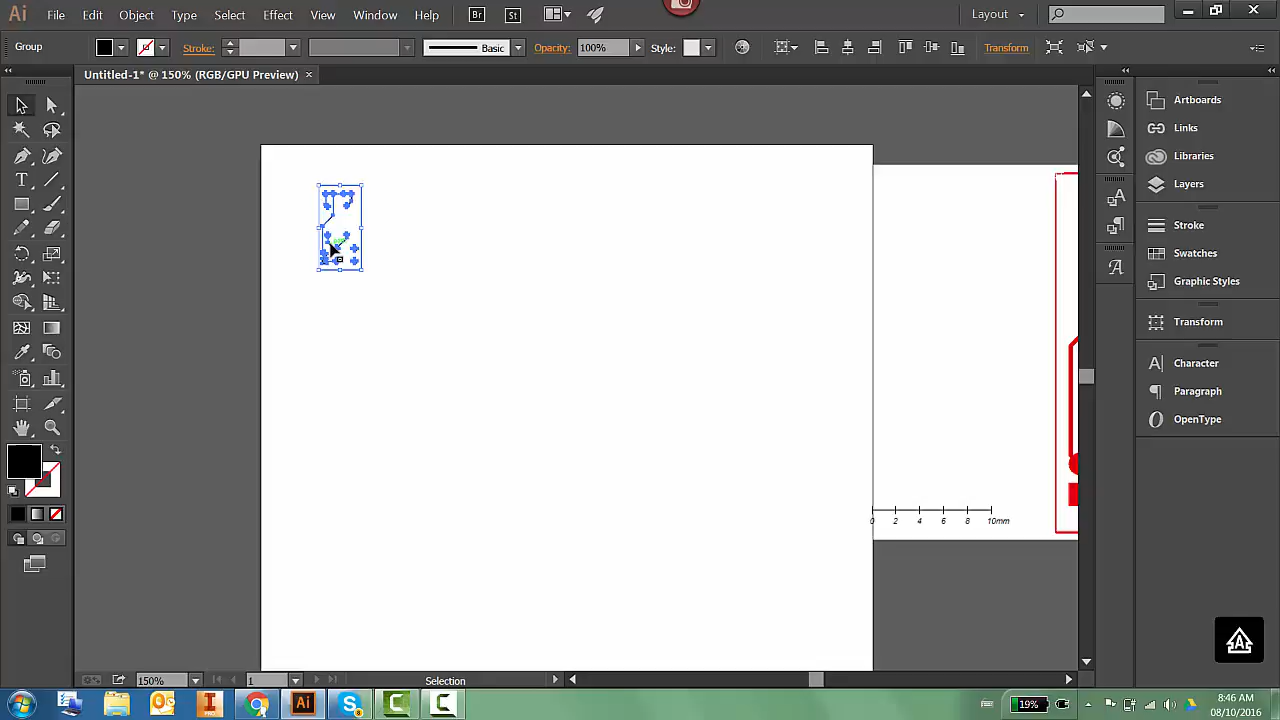 Ai File Edit Object Type Select Effect View Window Help Br St Layout
Group Stroke: Basic Opacity: 100% Style: Transform
Untitled-1* @ 150% (RGB/GPU Preview) ×
Artboards
Links
Libraries
Layers
Stroke
Swatches
Graphic Styles
Transform
Character
Paragraph
OpenType
0 2 4 6 8 10mm
150% 1 Selection
19% 8:46 AM
08/10/2016